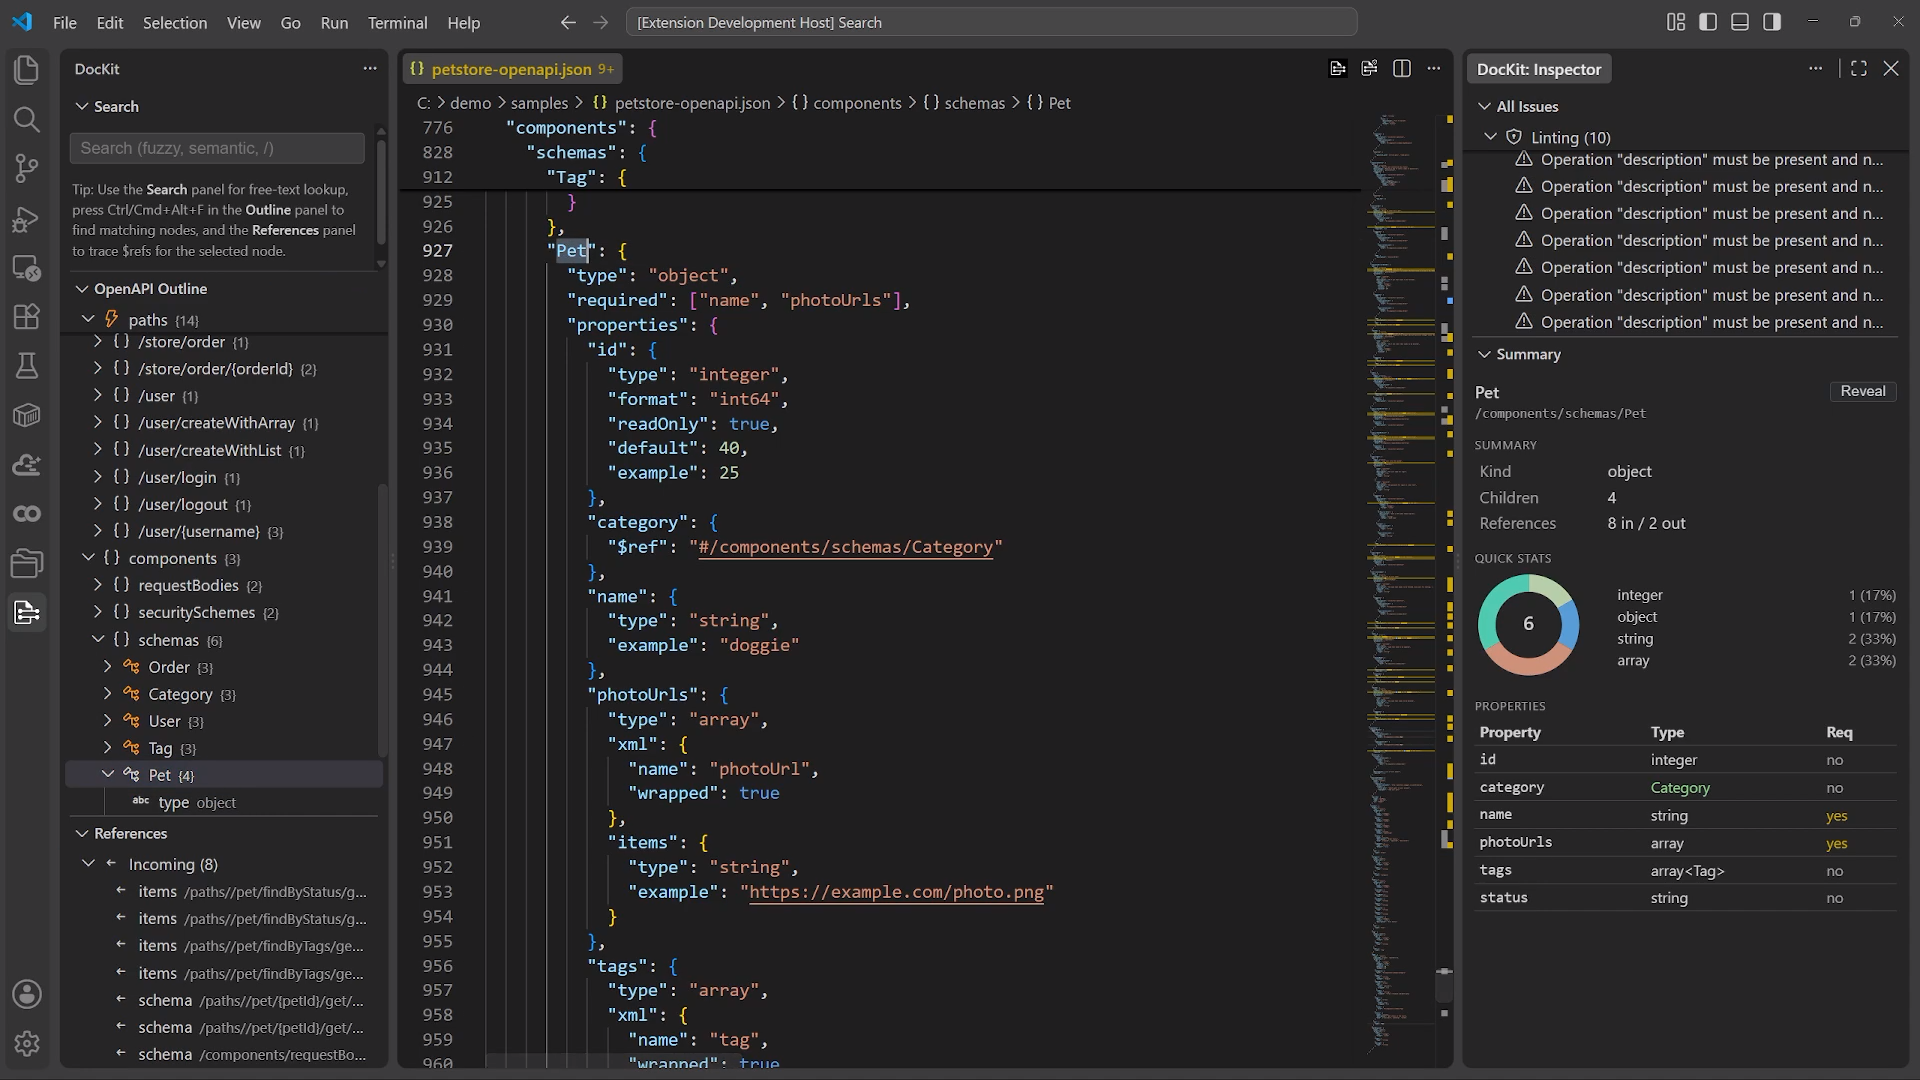 File Edit Selection View Go Run Terminal Help
[Extension Development Host] Search
DocKit
Search
Search (fuzzy, semantic, /)
Tip: Use the Search panel for free-text lookup,
press Ctrl/Cmd+Alt+F in the Outline panel to
find matching nodes, and the References panel
to trace $refs for the selected node.
OpenAPI Outline
paths {14}
/store/order {1}
/store/order/{orderId} {2}
/user {1}
/user/createWithArray {1}
/user/createWithList {1}
/user/login {1}
/user/logout {1}
/user/{username} {3}
components {3}
requestBodies {2}
securitySchemes {2}
schemas {6}
Order {3}
Category {3}
User {3}
Tag {3}
Pet {4}
abc type object
References
Incoming (8)
items /paths//pet/findByStatus/g...
items /paths//pet/findByStatus/g...
items /paths//pet/findByTags/ge...
items /paths//pet/findByTags/ge...
schema /paths//pet/{petId}/get/...
schema /paths//pet/{petId}/get/...
schema /components/requestBo...
{} petstore-openapi.json 9+
C: > demo > samples > {} petstore-openapi.json > {} components > {} schemas > {} Pet
776 "components": {
828 "schemas": {
912 "Tag": {
925 }
926 },
927 "Pet": {
928 "type": "object",
929 "required": ["name", "photoUrls"],
930 "properties": {
931 "id": {
932 "type": "integer",
933 "format": "int64",
934 "readOnly": true,
935 "default": 40,
936 "example": 25
937 },
938 "category": {
939 "$ref": "#/components/schemas/Category"
940 },
941 "name": {
942 "type": "string",
943 "example": "doggie"
944 },
945 "photoUrls": {
946 "type": "array",
947 "xml": {
948 "name": "photoUrl",
949 "wrapped": true
950 },
951 "items": {
952 "type": "string",
953 "example": "https://example.com/photo.png"
954 }
955 },
956 "tags": {
957 "type": "array",
958 "xml": {
959 "name": "tag",
960 "wrapped": true
DocKit: Inspector
All Issues
Linting (10)
Operation "description" must be present and n...
Operation "description" must be present and n...
Operation "description" must be present and n...
Operation "description" must be present and n...
Operation "description" must be present and n...
Operation "description" must be present and n...
Operation "description" must be present and n...
Summary
Pet Reveal
/components/schemas/Pet
SUMMARY
Kind object
Children 4
References 8 in / 2 out
QUICK STATS
6
integer 1 (17%)
object 1 (17%)
string 2 (33%)
array 2 (33%)
PROPERTIES
Property Type Req
id integer no
category Category no
name string yes
photoUrls array yes
tags array<Tag> no
status string no